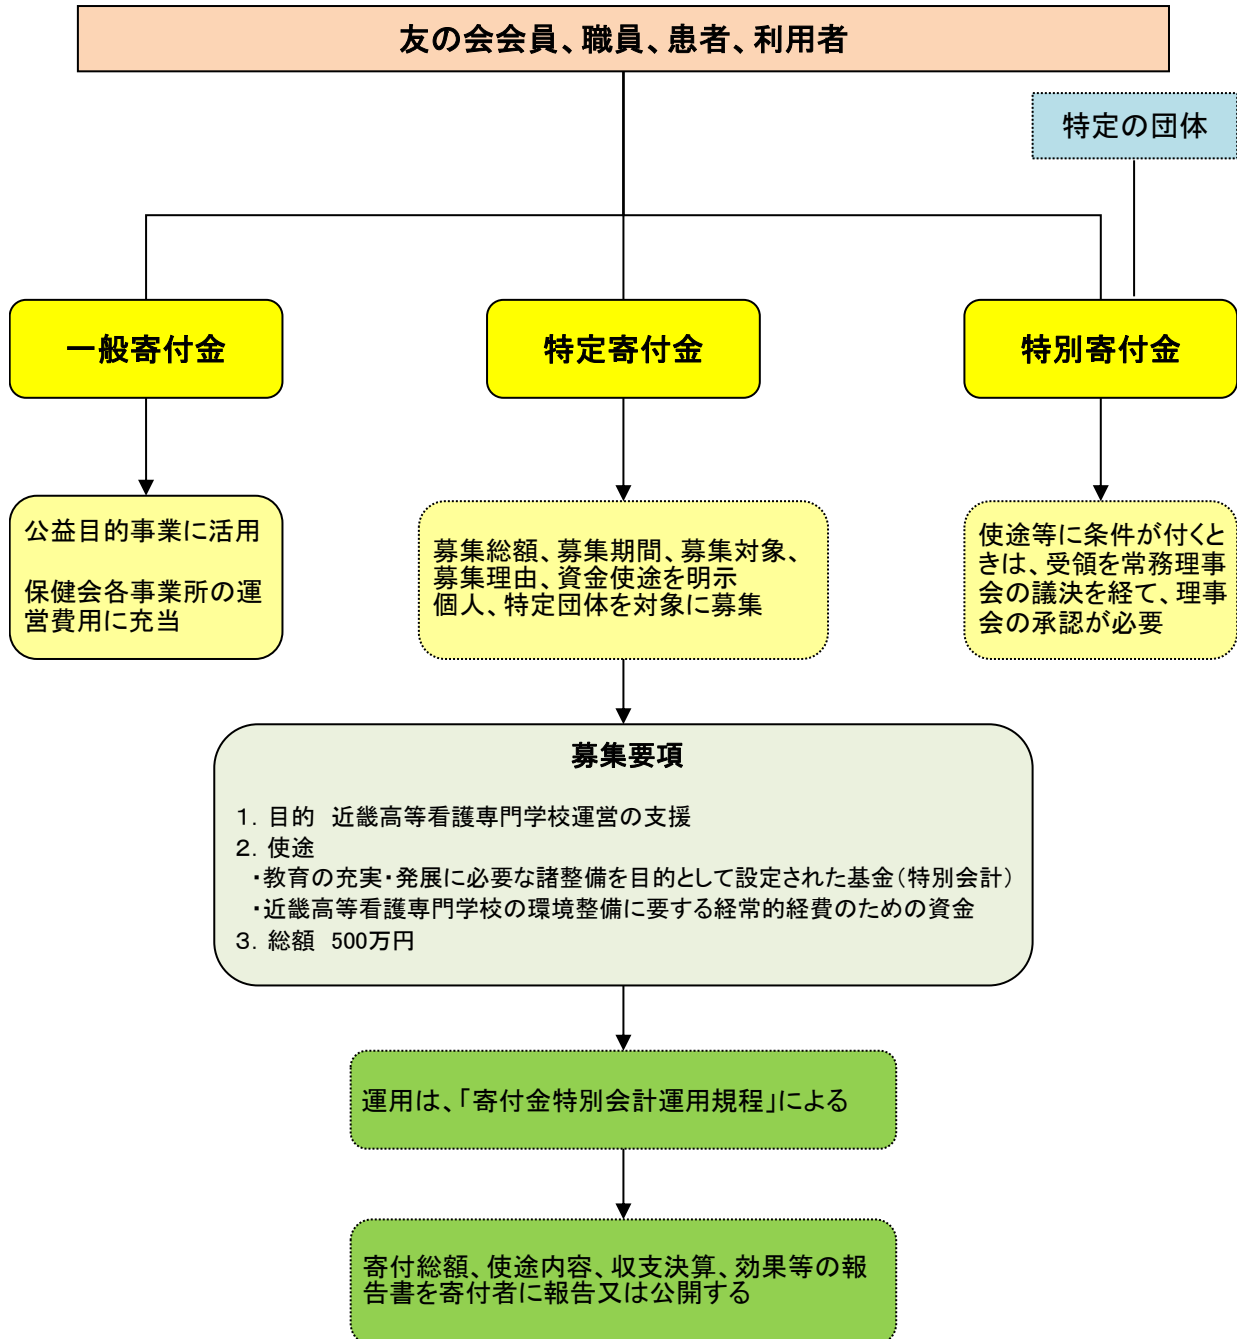 友の会会員、職員、患者、利用者
特定の団体
一般寄付金
特定寄付金
特別寄付金
公益目的事業に活用
保健会各事業所の運
営費用に充当
募集総額、募集期間、募集対象、
募集理由、資金使途を明示
個人、特定団体を対象に募集
使途等に条件が付くと
きは、受領を常務理事
会の議決を経て、理事
会の承認が必要
募集要項
1. 目的　近畿高等看護専門学校運営の支援
2. 使途
・教育の充実・発展に必要な諸整備を目的として設定された基金(特別会計)
・近畿高等看護専門学校の環境整備に要する経常的経費のための資金
3. 総額　500万円
運用は、「寄付金特別会計運用規程」による
寄付総額、使途内容、収支決算、効果等の報
告書を寄付者に報告又は公開する